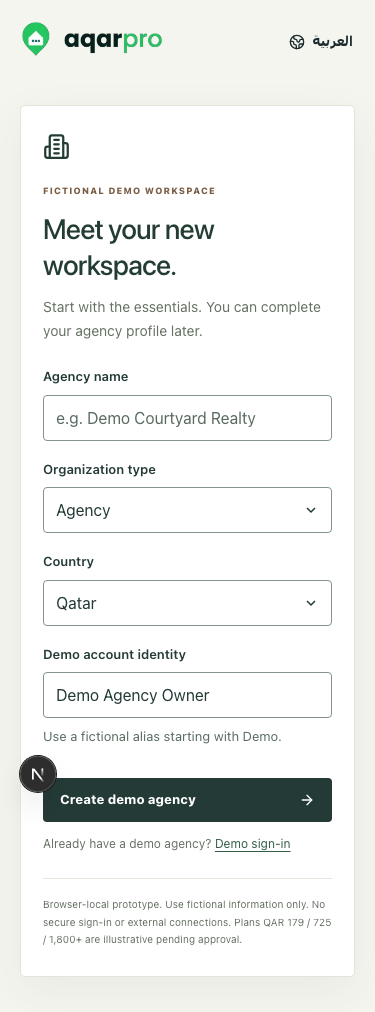 aqarpro
العربية
FICTIONAL DEMO WORKSPACE
Meet your new
workspace.
Start with the essentials. You can complete
your agency profile later.
Agency name
e.g. Demo Courtyard Realty
Organization type
Agency
Country
Qatar
Demo account identity
Demo Agency Owner
Use a fictional alias starting with Demo.
N
Create demo agency
Already have a demo agency? Demo sign-in
Browser-local prototype. Use fictional information only. No
secure sign-in or external connections. Plans QAR 179 / 725
/ 1,800+ are illustrative pending approval.